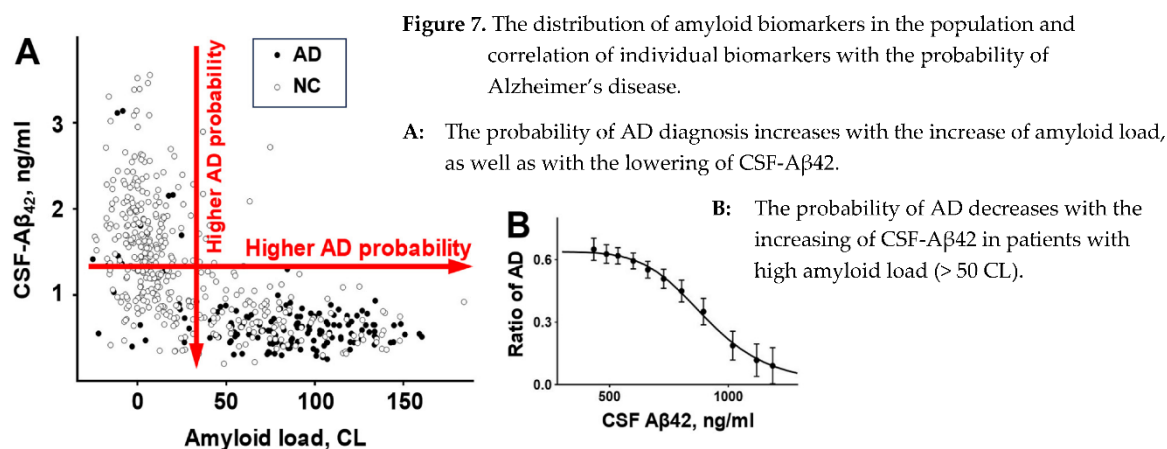 A
AD
NC
Higher AD probability
Higher AD probability
CSF-Aβ₄₂, ng/ml
3
2
1
0
50
100
150
Amyloid load, CL
Figure 7. The distribution of amyloid biomarkers in the population and
correlation of individual biomarkers with the probability of
Alzheimer's disease.
A: The probability of AD diagnosis increases with the increase of amyloid load,
as well as with the lowering of CSF-Aβ42.
B: The probability of AD decreases with the
increasing of CSF-Aβ42 in patients with
high amyloid load (> 50 CL).
B
Ratio of AD
0.6
0.3
0.0
500
1000
CSF Aβ42, ng/ml